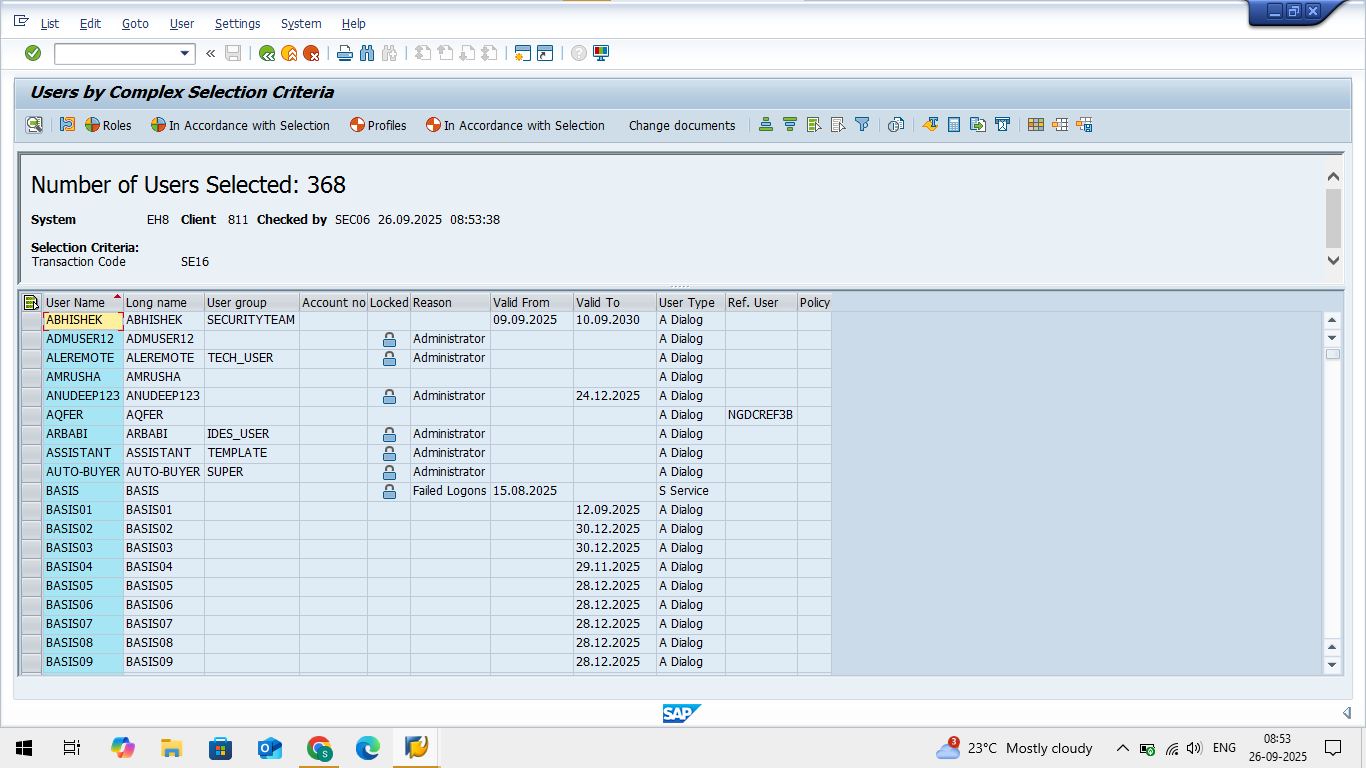 List Edit Goto User Settings System Help
Users by Complex Selection Criteria
Roles In Accordance with Selection Profiles In Accordance with Selection Change documents
Number of Users Selected: 368
System EH8 Client 811 Checked by SEC06 26.09.2025 08:53:38
Selection Criteria:
Transaction Code SE16
User Name Long name User group Account no Locked Reason Valid From Valid To User Type Ref. User Policy
ABHISHEK ABHISHEK SECURITYTEAM 09.09.2025 10.09.2030 A Dialog
ADMUSER12 ADMUSER12 Administrator A Dialog
ALEREMOTE ALEREMOTE TECH_USER Administrator A Dialog
AMRUSHA AMRUSHA A Dialog
ANUDEEP123 ANUDEEP123 Administrator 24.12.2025 A Dialog
AQFER AQFER A Dialog NGDCREF3B
ARBABI ARBABI IDES_USER Administrator A Dialog
ASSISTANT ASSISTANT TEMPLATE Administrator A Dialog
AUTO-BUYER AUTO-BUYER SUPER Administrator A Dialog
BASIS BASIS Failed Logons 15.08.2025 S Service
BASIS01 BASIS01 12.09.2025 A Dialog
BASIS02 BASIS02 30.12.2025 A Dialog
BASIS03 BASIS03 30.12.2025 A Dialog
BASIS04 BASIS04 29.11.2025 A Dialog
BASIS05 BASIS05 28.12.2025 A Dialog
BASIS06 BASIS06 28.12.2025 A Dialog
BASIS07 BASIS07 28.12.2025 A Dialog
BASIS08 BASIS08 28.12.2025 A Dialog
BASIS09 BASIS09 28.12.2025 A Dialog
SAP
3 23°C Mostly cloudy ENG 08:53
26-09-2025